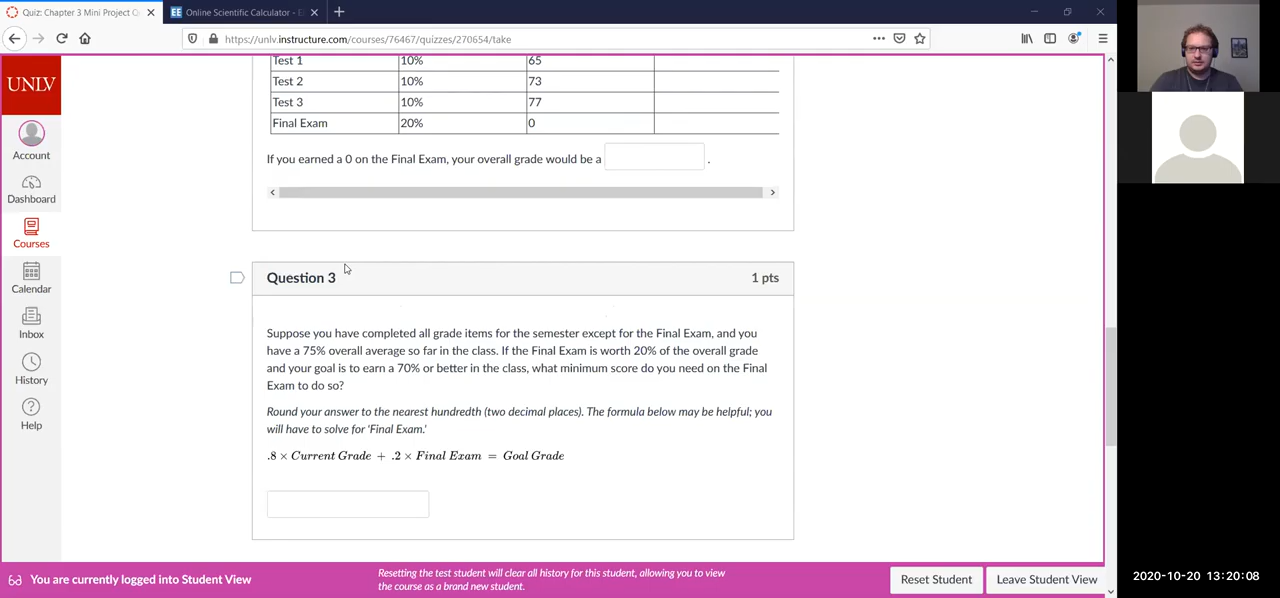 Quiz: Chapter 3 Mini Project C
Online Scientific Calculator - E
https://unlv.instructure.com/courses/76467/quizzes/270654/take
UNLV
Account
Dashboard
Courses
Calendar
Inbox
History
Help
Test 1 10% 65
Test 2 10% 73
Test 3 10% 77
Final Exam 20% 0
If you earned a 0 on the Final Exam, your overall grade would be a .
Question 3 1 pts
Suppose you have completed all grade items for the semester except for the Final Exam, and you
have a 75% overall average so far in the class. If the Final Exam is worth 20% of the overall grade
and your goal is to earn a 70% or better in the class, what minimum score do you need on the Final
Exam to do so?
Round your answer to the nearest hundredth (two decimal places). The formula below may be helpful; you
will have to solve for 'Final Exam.'
.8 × Current Grade + .2 × Final Exam = Goal Grade
You are currently logged into Student View
Resetting the test student will clear all history for this student, allowing you to view
the course as a brand new student.
Reset Student
Leave Student View
2020-10-20 13:20:08